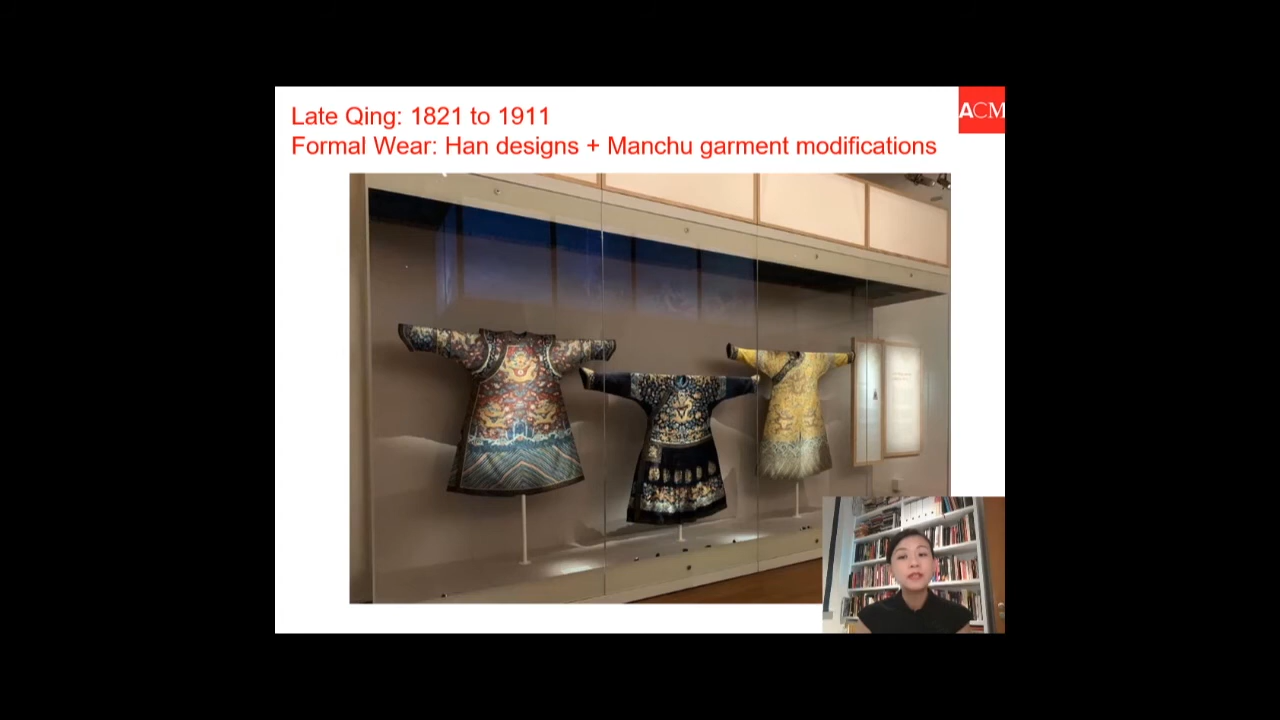 Late Qing: 1821 to 1911
Formal Wear: Han designs + Manchu garment modifications
ACM